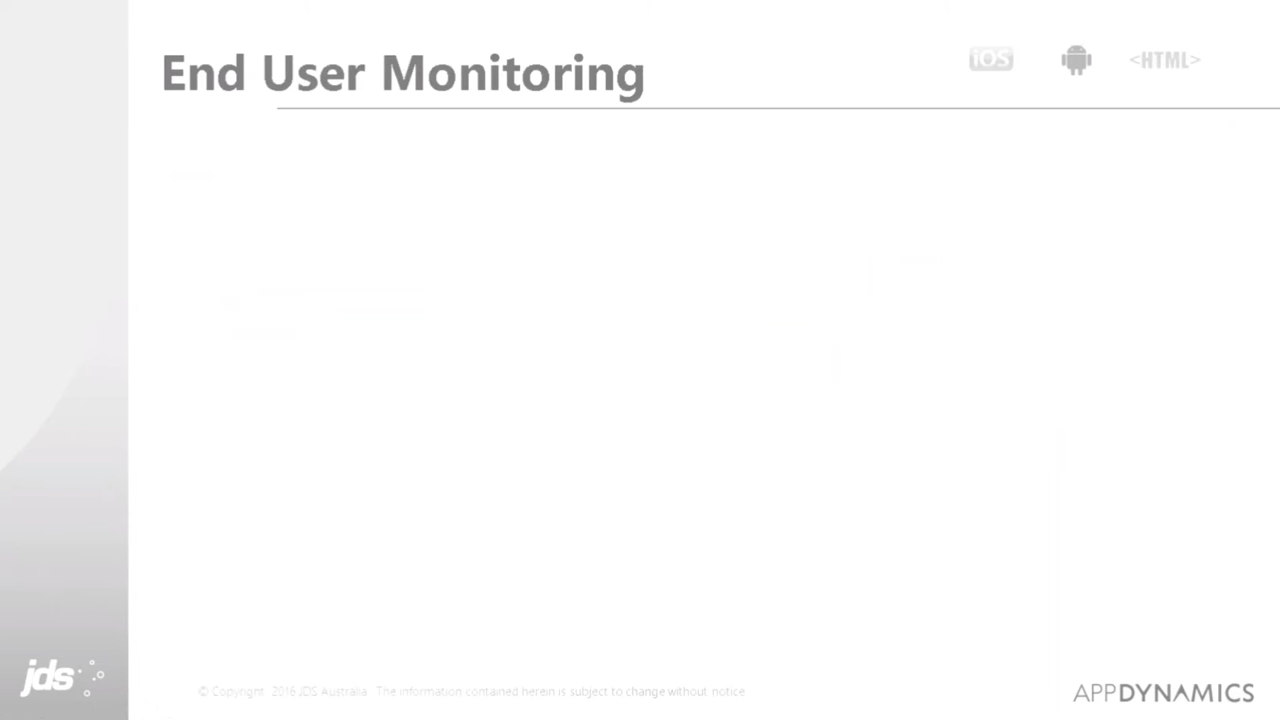 End User Monitoring
iOS
<HTML>
jds
© Copyright 2016 JDS Australia. The information contained herein is subject to change without notice
APPDYNAMICS